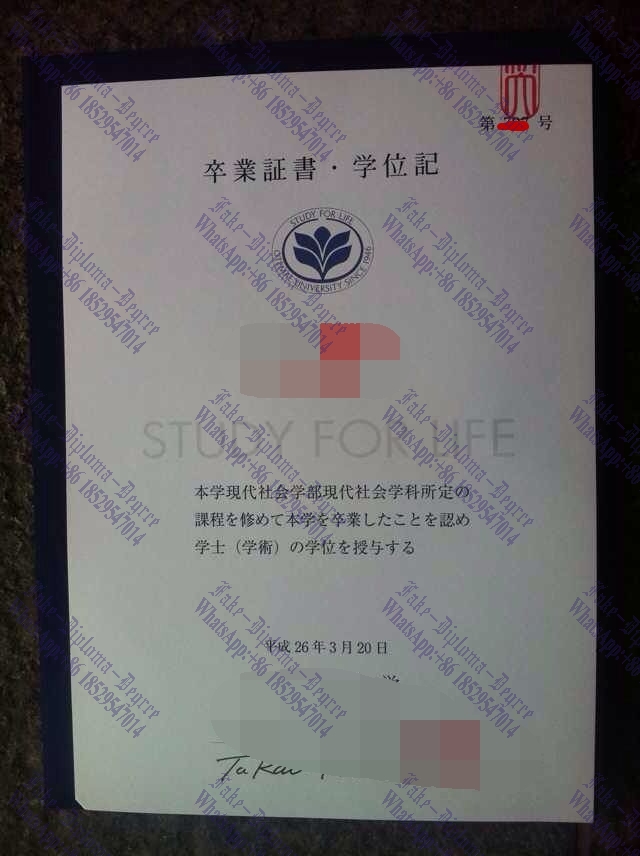 第 号
卒業証書・学位記
STUDY FOR LIFE
OTEMAE UNIVERSITY SINCE 1946
STUDY FOR LIFE
本学現代社会学部現代社会学科所定の
課程を修めて本学を卒業したことを認め
学士（学術）の学位を授与する
平成26年3月20日
Fake-Diploma-Degree
WhatsApp:+86 18529547014